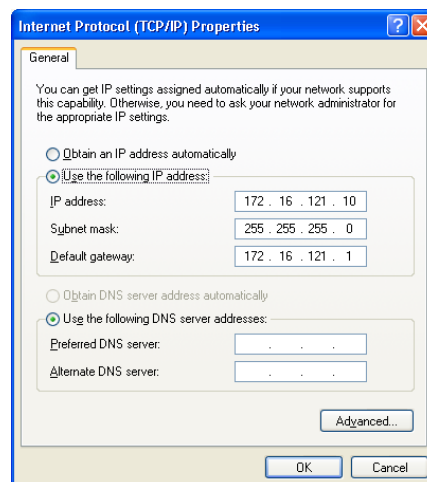 Internet Protocol (TCP/IP) Properties
General
You can get IP settings assigned automatically if your network supports
this capability. Otherwise, you need to ask your network administrator for
the appropriate IP settings.
Obtain an IP address automatically
Use the following IP address:
IP address: 172 . 16 . 121 . 10
Subnet mask: 255 . 255 . 255 . 0
Default gateway: 172 . 16 . 121 . 1
Obtain DNS server address automatically
Use the following DNS server addresses:
Preferred DNS server: . . .
Alternate DNS server: . . .
Advanced...
OK Cancel